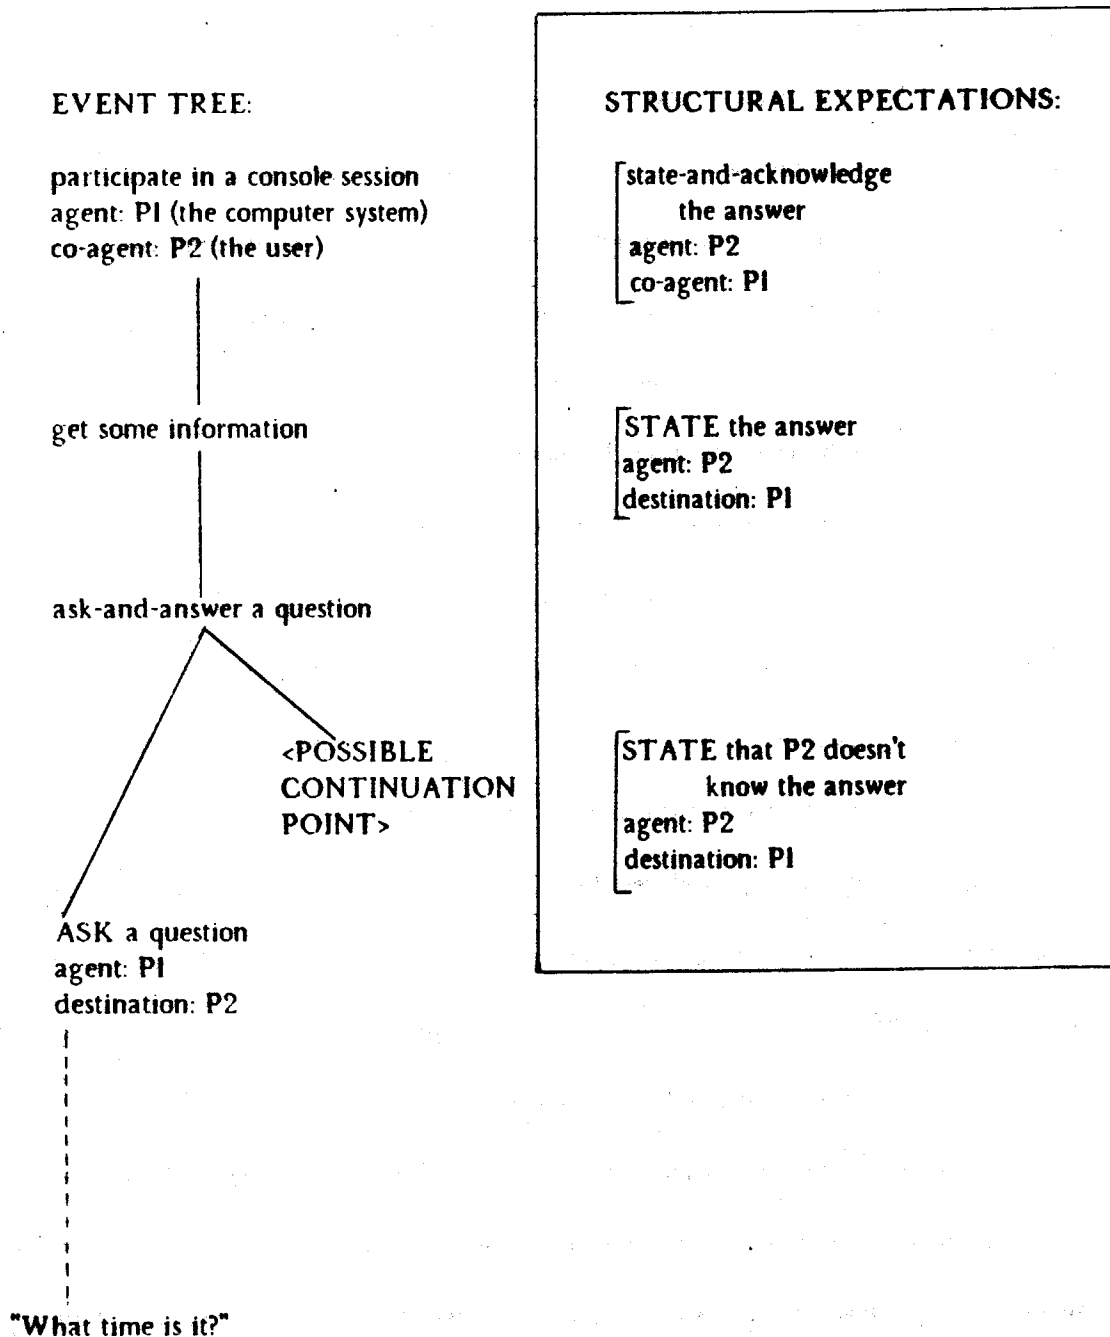 EVENT TREE:
participate in a console session
agent: P1 (the computer system)
co-agent: P2 (the user)
get some information
ask-and-answer a question
<POSSIBLE
CONTINUATION
POINT>
ASK a question
agent: P1
destination: P2
"What time is it?"
STRUCTURAL EXPECTATIONS:
state-and-acknowledge
the answer
agent: P2
co-agent: P1
STATE the answer
agent: P2
destination: P1
STATE that P2 doesn't
know the answer
agent: P2
destination: P1